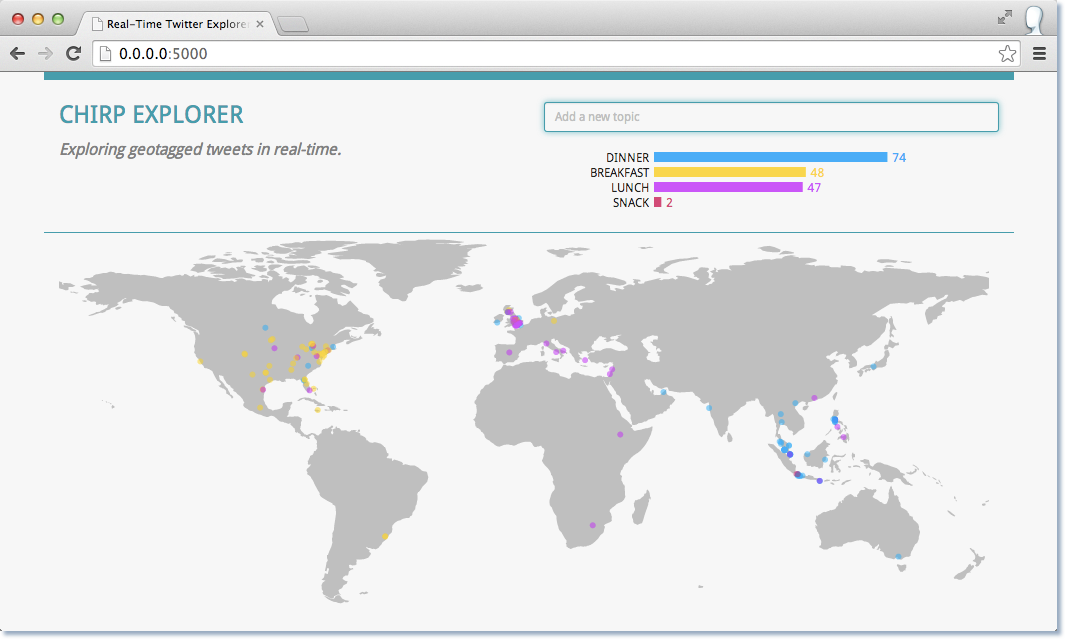 Real-Time Twitter Explorer
0.0.0.0:5000
CHIRP EXPLORER
Exploring geotagged tweets in real-time.
Add a new topic
DINNER 74
BREAKFAST 48
LUNCH 47
SNACK 2